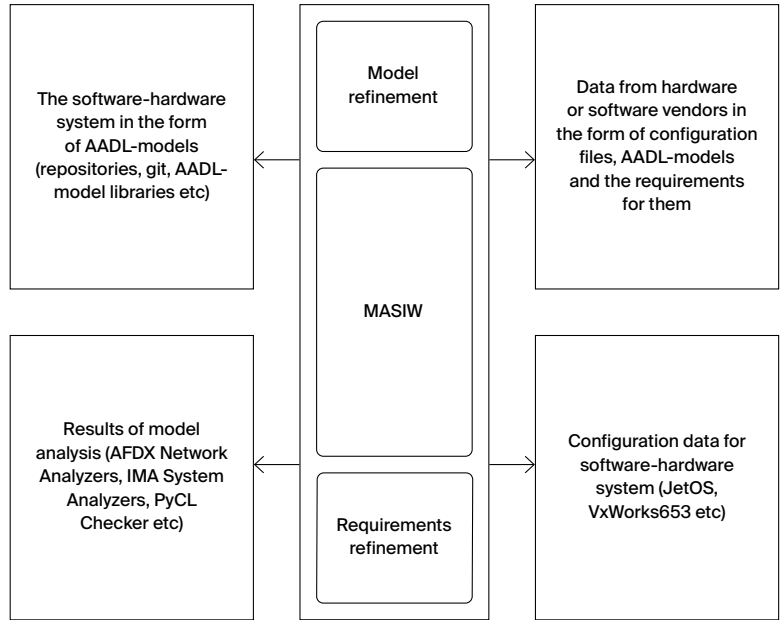 The software-hardware
system in the form
of AADL-models
(repositories, git, AADL-
model libraries etc)
Model
refinement
Data from hardware
or software vendors in
the form of configuration
files, AADL-models
and the requirements
for them
MASIW
Results of model
analysis (AFDX Network
Analyzers, IMA System
Analyzers, PyCL
Checker etc)
Requirements
refinement
Configuration data for
software-hardware
system (JetOS,
VxWorks653 etc)